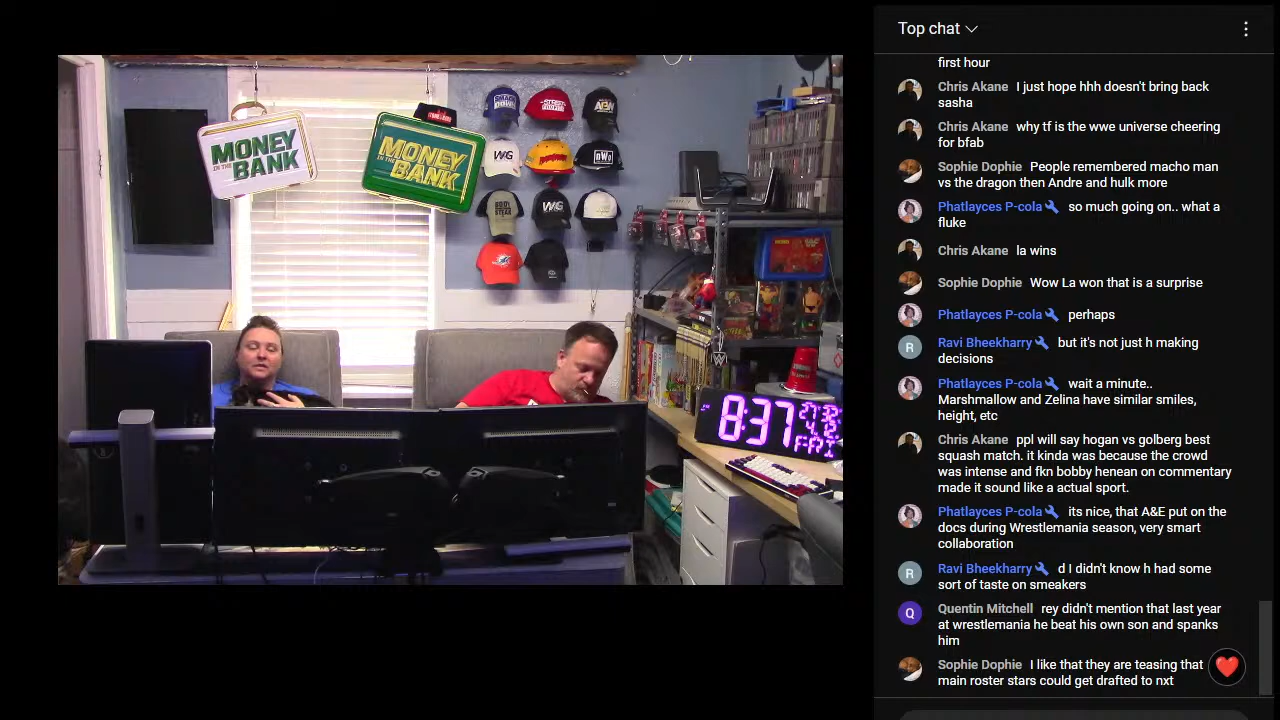 Top chat
first hour
Chris Akane I just hope hhh doesn't bring back
sasha
Chris Akane why tf is the wwe universe cheering
for bfab
Sophie Dophie People remembered macho man
vs the dragon then Andre and hulk more
Phatlayces P-cola so much going on.. what a
fluke
Chris Akane la wins
Sophie Dophie Wow La won that is a surprise
Phatlayces P-cola perhaps
R Ravi Bheekharry but it's not just h making
decisions
Phatlayces P-cola wait a minute..
Marshmallow and Zelina have similar smiles,
height, etc
Chris Akane ppl will say hogan vs golberg best
squash match. it kinda was because the crowd
was intense and fkn bobby henean on commentary
made it sound like a actual sport.
Phatlayces P-cola its nice, that A&E put on the
docs during Wrestlemania season, very smart
collaboration
R Ravi Bheekharry d I didn't know h had some
sort of taste on smeakers
Q Quentin Mitchell rey didn't mention that last year
at wrestlemania he beat his own son and spanks
him
Sophie Dophie I like that they are teasing that
main roster stars could get drafted to nxt
MONEY
IN THE BANK
MONEY
IN THE BANK
WG
nWo
WG
8:37
FRI